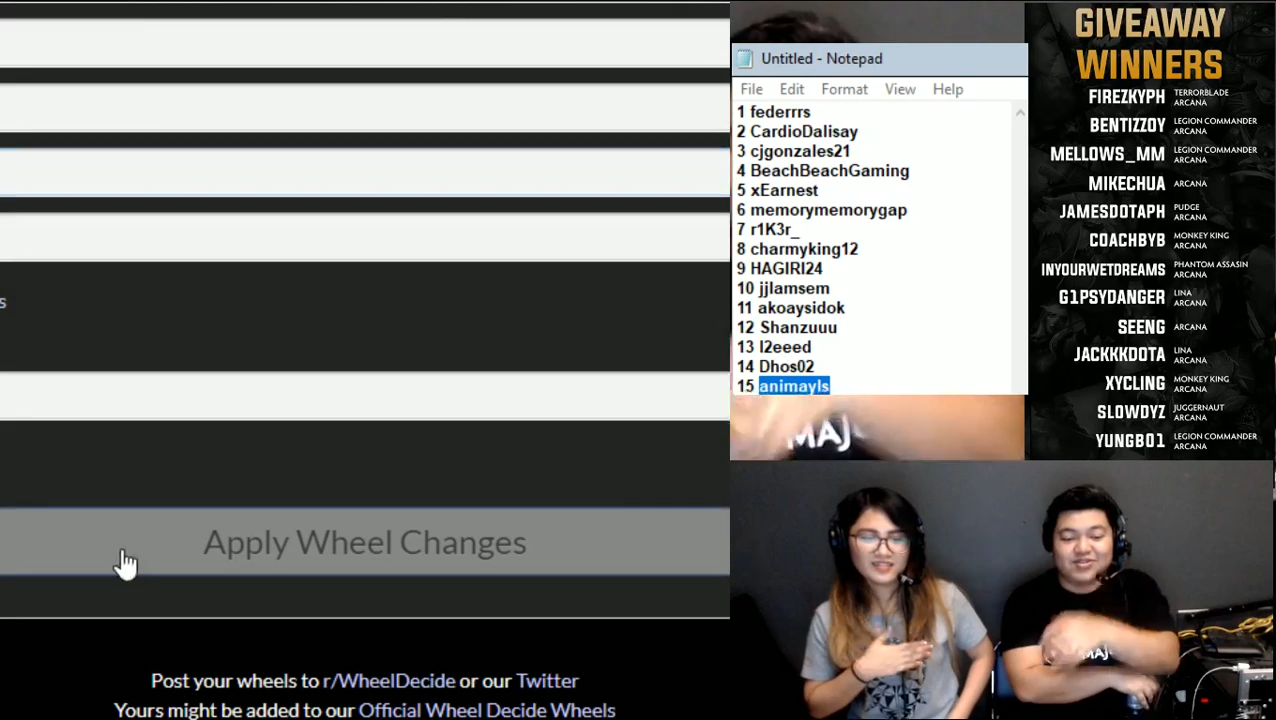 s
Apply Wheel Changes
Post your wheels to r/WheelDecide or our Twitter
Yours might be added to our Official Wheel Decide Wheels
Untitled - Notepad
File Edit Format View Help
1 federrrs
2 CardioDalisay
3 cjgonzales21
4 BeachBeachGaming
5 xEarnest
6 memorymemorygap
7 r1K3r_
8 charmyking12
9 HAGIRI24
10 jjlamsem
11 akoaysidok
12 Shanzuuu
13 l2eeed
14 Dhos02
15 animayls
MAJ
MAJ
GIVEAWAY
WINNERS
FIREZKYPH TERRORBLADE
ARCANA
BENTIZZOY LEGION COMMANDER
ARCANA
MELLOWS_MM LEGION COMMANDER
ARCANA
MIKECHUA ARCANA
JAMESDOTAPH PUDGE
ARCANA
COACHBYB MONKEY KING
ARCANA
INYOURWETDREAMS PHANTOM ASSASIN
ARCANA
G1PSYDANGER LINA
ARCANA
SEENG ARCANA
JACKKKDOTA LINA
ARCANA
XYCLING MONKEY KING
ARCANA
SLOWDYZ JUGGERNAUT
ARCANA
YUNGB01 LEGION COMMANDER
ARCANA